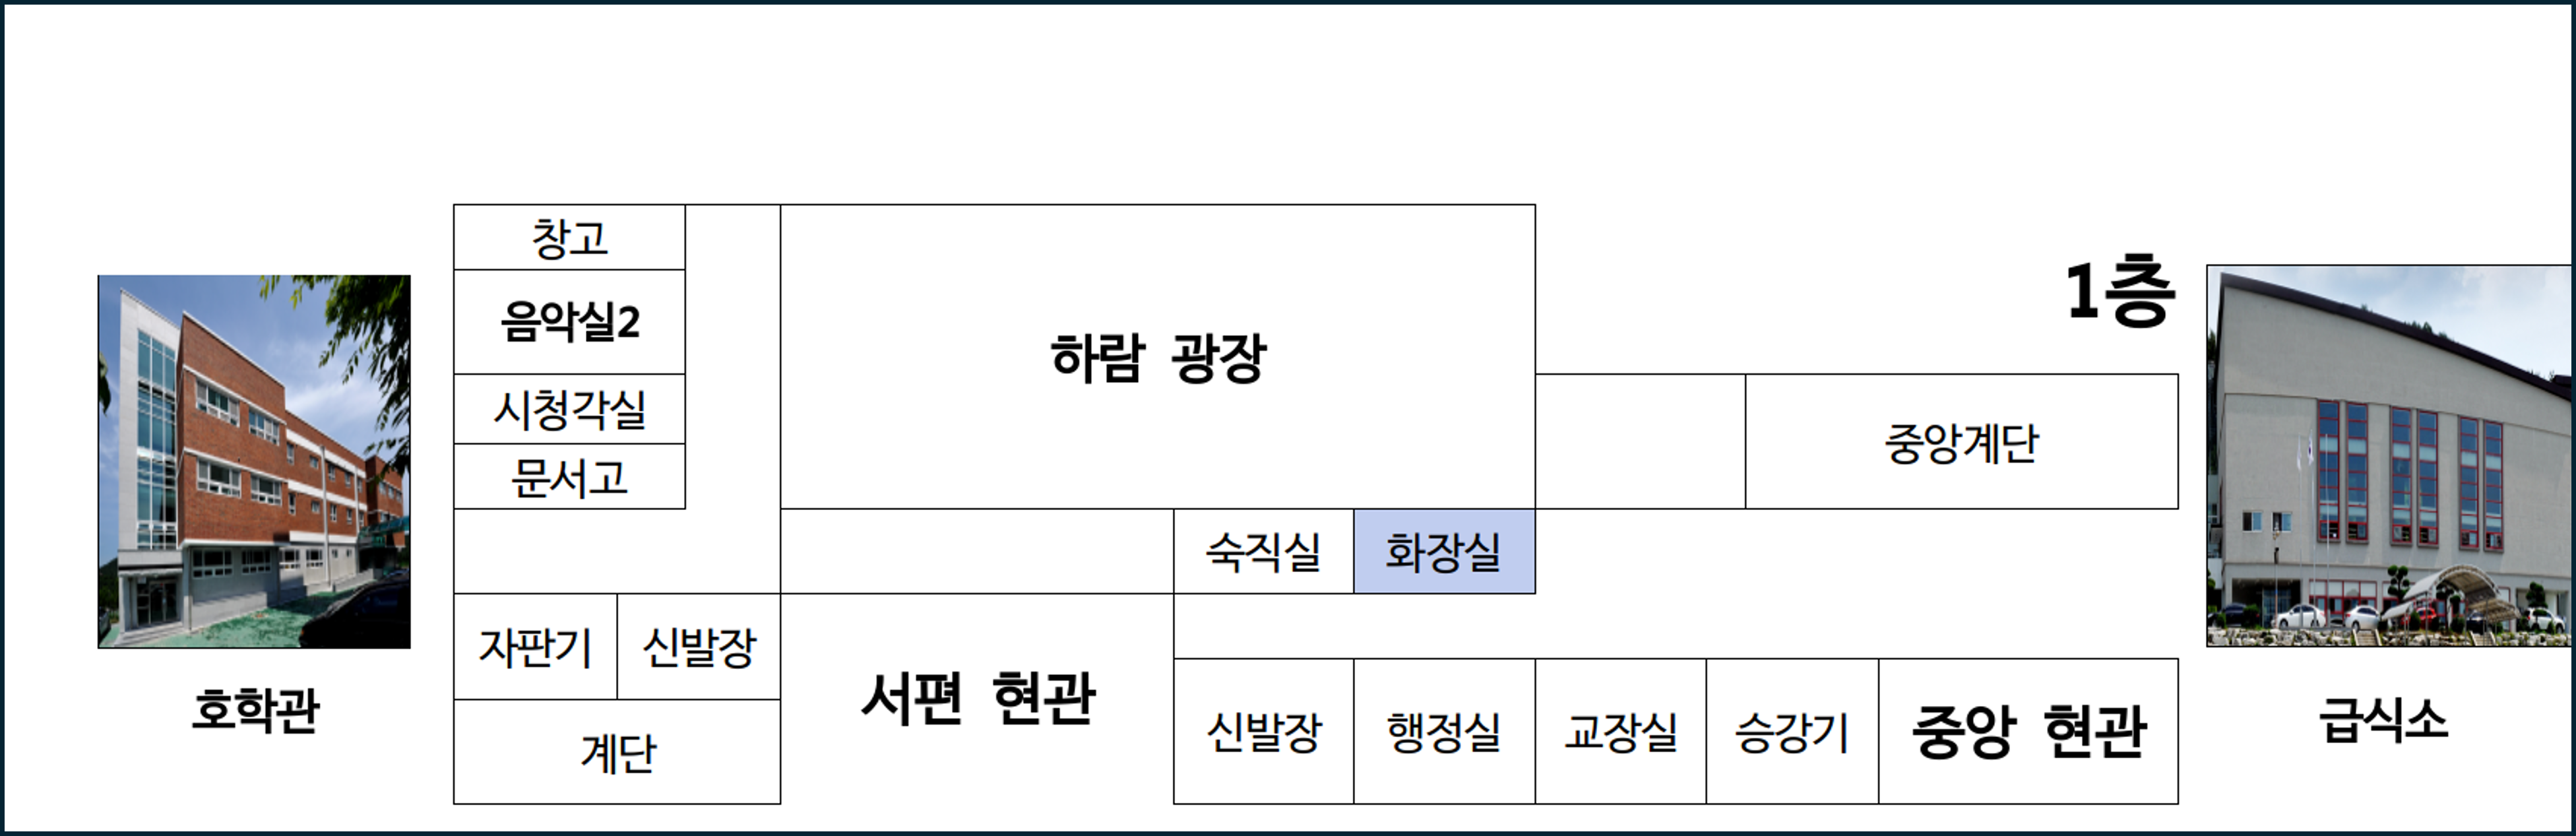 창고
음악실2
시청각실
문서고
하람 광장
1층
중앙계단
숙직실
화장실
자판기
신발장
계단
서편 현관
신발장
행정실
교장실
승강기
중앙 현관
호학관
급식소